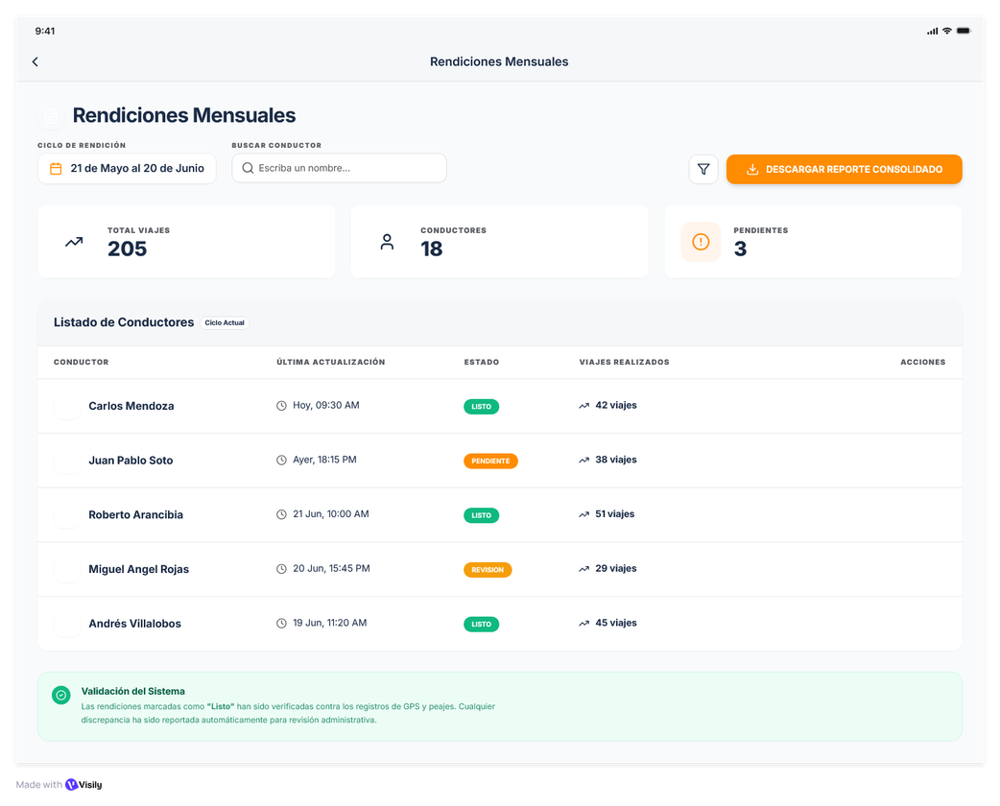 9:41
Rendiciones Mensuales
Rendiciones Mensuales
CICLO DE RENDICIÓN
BUSCAR CONDUCTOR
21 de Mayo al 20 de Junio
Escriba un nombre...
DESCARGAR REPORTE CONSOLIDADO
TOTAL VIAJES
205
CONDUCTORES
18
PENDIENTES
3
Listado de Conductores
Ciclo Actual
CONDUCTOR ÚLTIMA ACTUALIZACIÓN ESTADO VIAJES REALIZADOS ACCIONES
Carlos Mendoza Hoy, 09:30 AM LISTO 42 viajes
Juan Pablo Soto Ayer, 18:15 PM PENDIENTE 38 viajes
Roberto Arancibia 21 Jun, 10:00 AM LISTO 51 viajes
Miguel Angel Rojas 20 Jun, 15:45 PM REVISION 29 viajes
Andrés Villalobos 19 Jun, 11:20 AM LISTO 45 viajes
Validación del Sistema
Las rendiciones marcadas como "Listo" han sido verificadas contra los registros de GPS y peajes. Cualquier
discrepancia ha sido reportada automáticamente para revisión administrativa.
Made with Visily